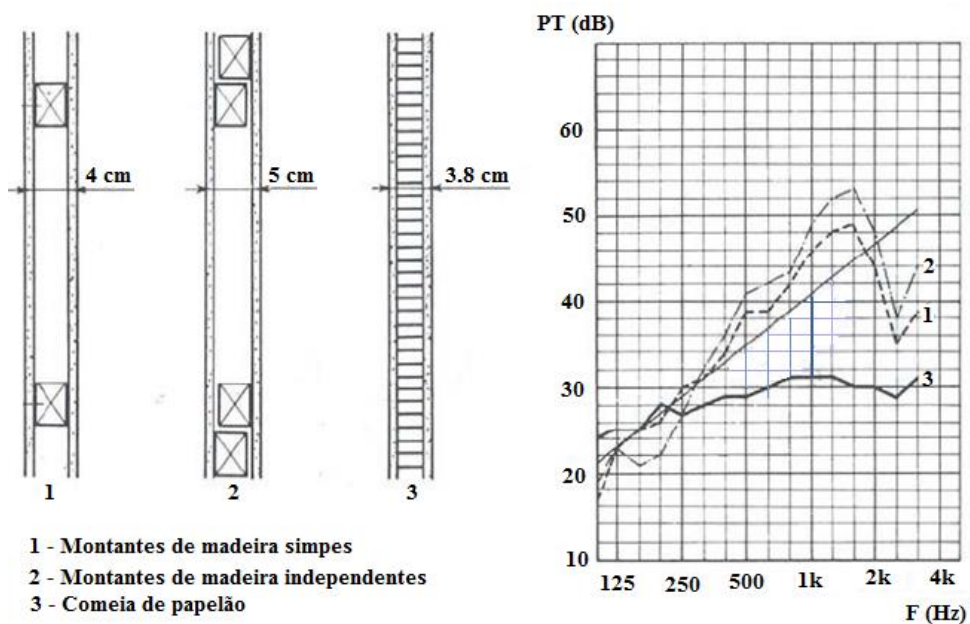 4 cm
5 cm
3.8 cm
1
2
3
1 - Montantes de madeira simpes
2 - Montantes de madeira independentes
3 - Comeia de papelão
PT (dB)
60
50
40
30
20
10
2
1
3
125 250 500 1k 2k 4k
F (Hz)